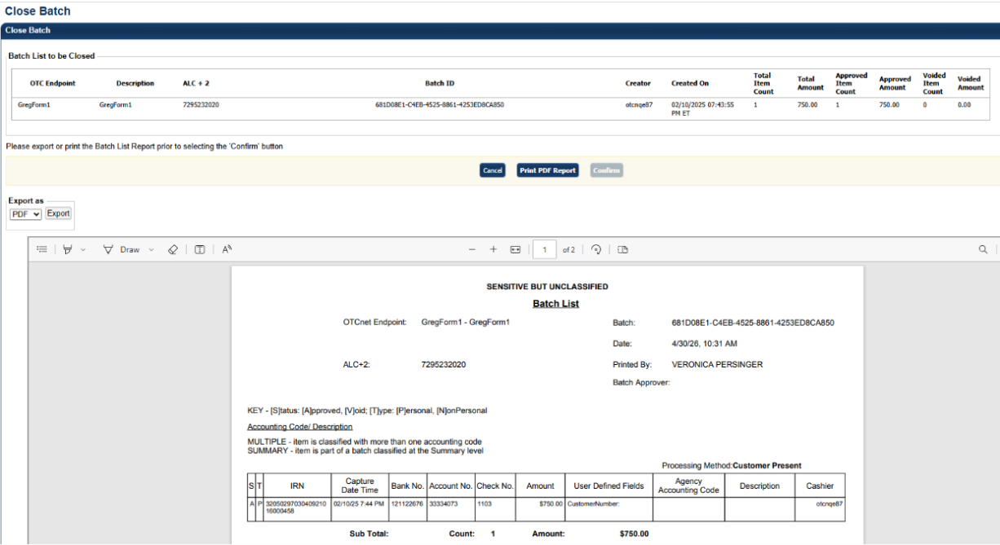 Close Batch
Close Batch
Batch List to be Closed
OTC Endpoint Description ALC + 2 Batch ID Creator Created On Total Item Count Total Amount Approved Item Count Approved Amount Voided Item Count Voided Amount
GregForm1 GregForm1 7295232020 681D08E1-C4EB-4525-8861-4253ED8CA850 otcnqe87 02/10/2025 07:43:55 PM ET 1 750.00 1 750.00 0 0.00
Please export or print the Batch List Report prior to selecting the 'Confirm' button
Cancel Print PDF Report Confirm
Export as
PDF Export
Draw 1 of 2
SENSITIVE BUT UNCLASSIFIED
Batch List
OTCnet Endpoint: GregForm1 - GregForm1 Batch: 681D08E1-C4EB-4525-8861-4253ED8CA850
Date: 4/30/26, 10:31 AM
ALC+2: 7295232020 Printed By: VERONICA PERSINGER
Batch Approver:
KEY - [S]tatus: [A]pproved, [V]oid; [T]ype: [P]ersonal, [N]onPersonal
Accounting Code/ Description
MULTIPLE - item is classified with more than one accounting code
SUMMARY - item is part of a batch classified at the Summary level
Processing Method:Customer Present
S T IRN Capture Date Time Bank No. Account No. Check No. Amount User Defined Fields Agency Accounting Code Description Cashier
A P 32050297030409210 16000458 02/10/25 7:44 PM 121122676 33334073 1103 $750.00 CustomerNumber: otcnqe87
Sub Total: Count: 1 Amount: $750.00